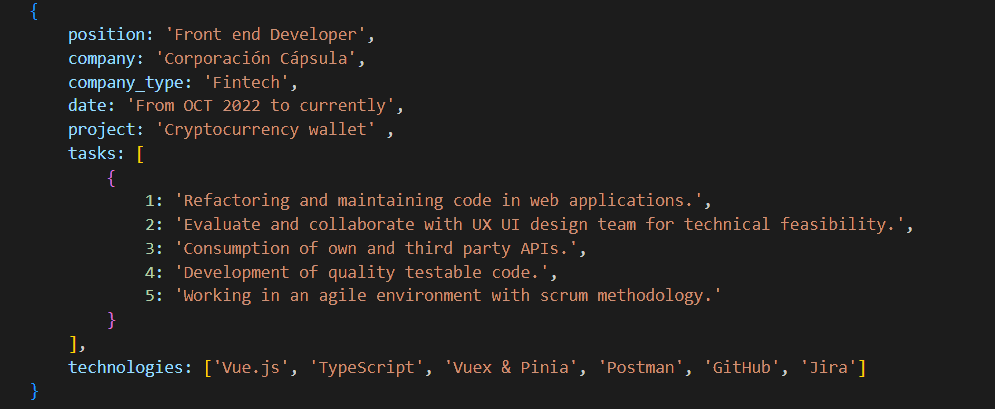 {
position: 'Front end Developer',
company: 'Corporación Cápsula',
company_type: 'Fintech',
date: 'From OCT 2022 to currently',
project: 'Cryptocurrency wallet' ,
tasks: [
{
1: 'Refactoring and maintaining code in web applications.',
2: 'Evaluate and collaborate with UX UI design team for technical feasibility.',
3: 'Consumption of own and third party APIs.',
4: 'Development of quality testable code.',
5: 'Working in an agile environment with scrum methodology.'
}
],
technologies: ['Vue.js', 'TypeScript', 'Vuex & Pinia', 'Postman', 'GitHub', 'Jira']
}